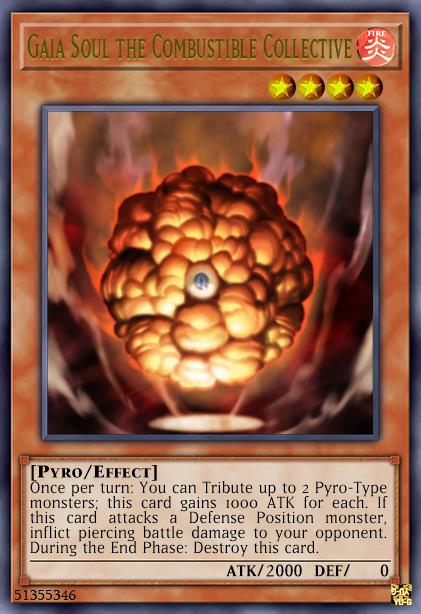 Gaia Soul the Combustible Collective
FIRE
炎
[Pyro/Effect]
Once per turn: You can Tribute up to 2 Pyro-Type
monsters; this card gains 1000 ATK for each. If
this card attacks a Defense Position monster,
inflict piercing battle damage to your opponent.
During the End Phase: Destroy this card.
ATK/2000 DEF/ 0
51355346